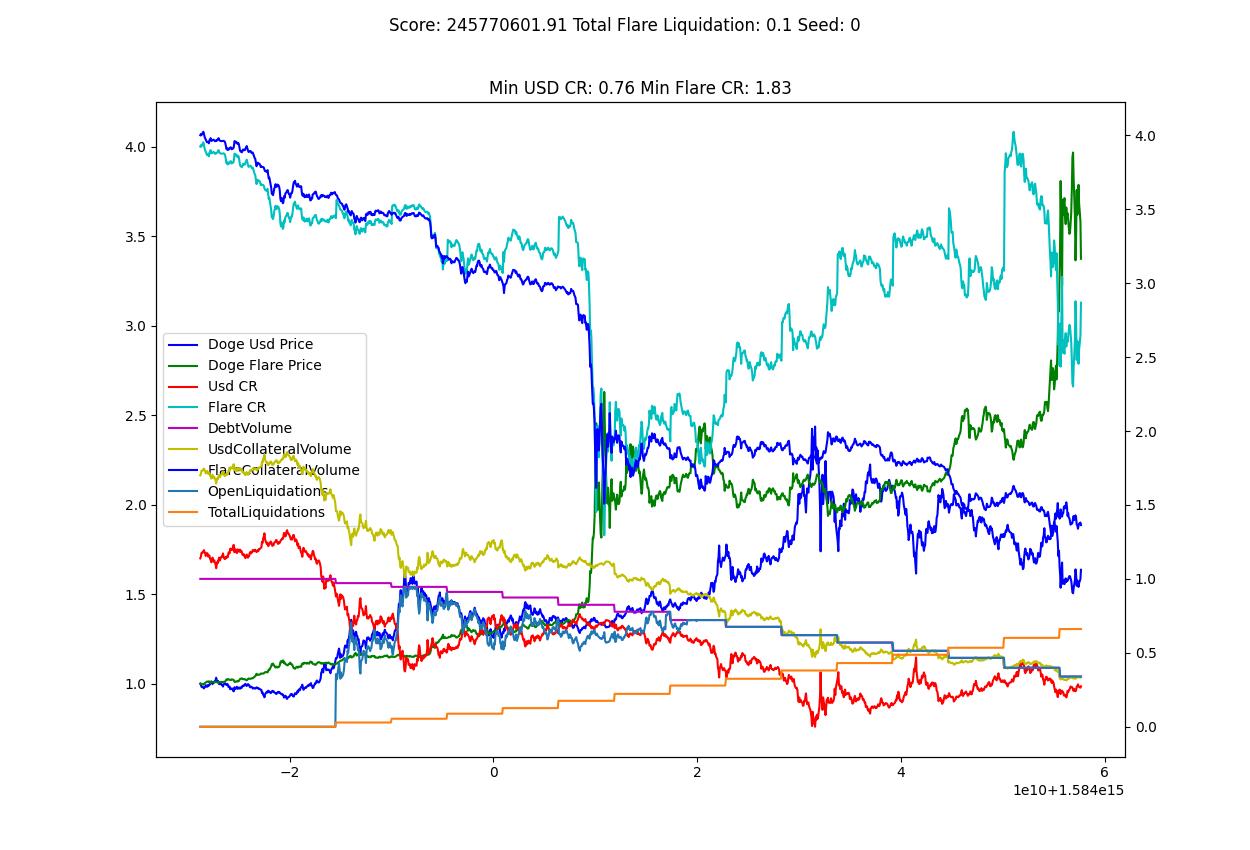 Score: 245770601.91 Total Flare Liquidation: 0.1 Seed: 0
Min USD CR: 0.76 Min Flare CR: 1.83
4.0
3.5
3.0
2.5
2.0
1.5
1.0
Doge Usd Price
Doge Flare Price
Usd CR
Flare CR
DebtVolume
UsdCollateralVolume
FlareCollateralVolume
OpenLiquidations
TotalLiquidations
4.0
3.5
3.0
2.5
2.0
1.5
1.0
0.5
0.0
−2
0
2
4
6
1e10+1.584e15